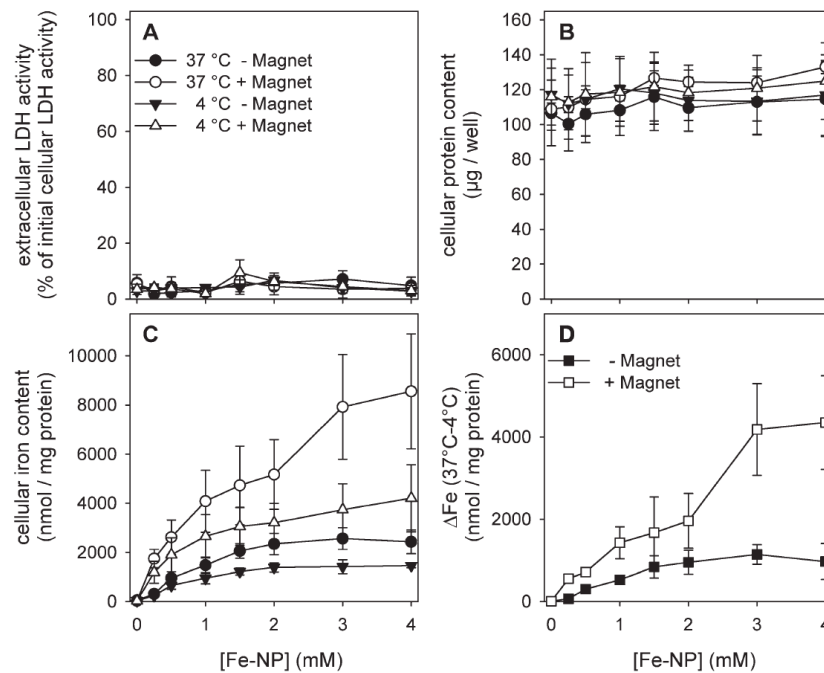 A
extracellular LDH activity
(% of initial cellular LDH activity)
100
80
60
40
20
0
37 °C - Magnet
37 °C + Magnet
4 °C - Magnet
4 °C + Magnet
B
cellular protein content
(µg / well)
160
140
120
100
80
60
40
20
0
C
cellular iron content
(nmol / mg protein)
10000
8000
6000
4000
2000
0
0 1 2 3 4
[Fe-NP] (mM)
D
ΔFe (37°C-4°C)
(nmol / mg protein)
6000
4000
2000
0
- Magnet
+ Magnet
0 1 2 3 4
[Fe-NP] (mM)